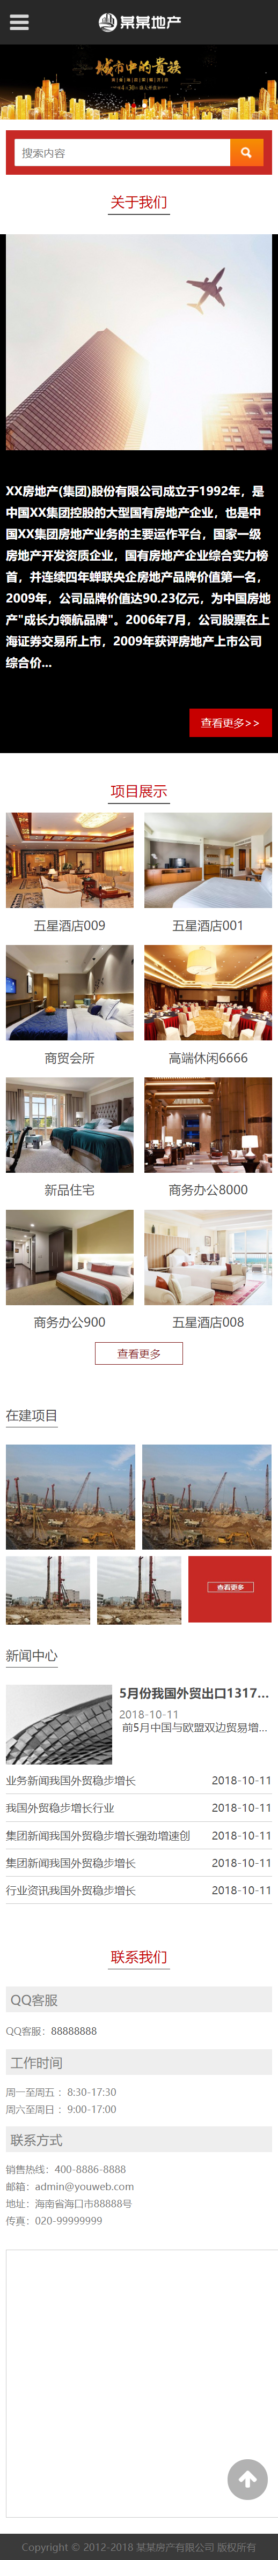 某某地产
城市中的贵族
搜索内容
关于我们
XX房地产(集团)股份有限公司成立于1992年，是
中国XX集团控股的大型国有房地产企业，也是中
国XX集团房地产业务的主要运作平台，国家一级
房地产开发资质企业，国有房地产企业综合实力榜
首，并连续四年蝉联央企房地产品牌价值第一名，
2009年，公司品牌价值达90.23亿元，为中国房地
产"成长力领航品牌"。2006年7月，公司股票在上
海证券交易所上市，2009年获评房地产上市公司
综合价...
查看更多>>
项目展示
五星酒店009
五星酒店001
商贸会所
高端休闲6666
新品住宅
商务办公8000
商务办公900
五星酒店008
查看更多
在建项目
查看更多
新闻中心
5月份我国外贸出口1317...
2018-10-11
前5月中国与欧盟双边贸易增...
业务新闻我国外贸稳步增长 2018-10-11
我国外贸稳步增长行业 2018-10-11
集团新闻我国外贸稳步增长强劲增速创 2018-10-11
集团新闻我国外贸稳步增长 2018-10-11
行业资讯我国外贸稳步增长 2018-10-11
联系我们
QQ客服
QQ客服：88888888
工作时间
周一至周五 ：8:30-17:30
周六至周日 ：9:00-17:00
联系方式
销售热线：400-8886-8888
邮箱：admin@youweb.com
地址：海南省海口市88888号
传真：020-99999999
Copyright © 2012-2018 某某房产有限公司 版权所有